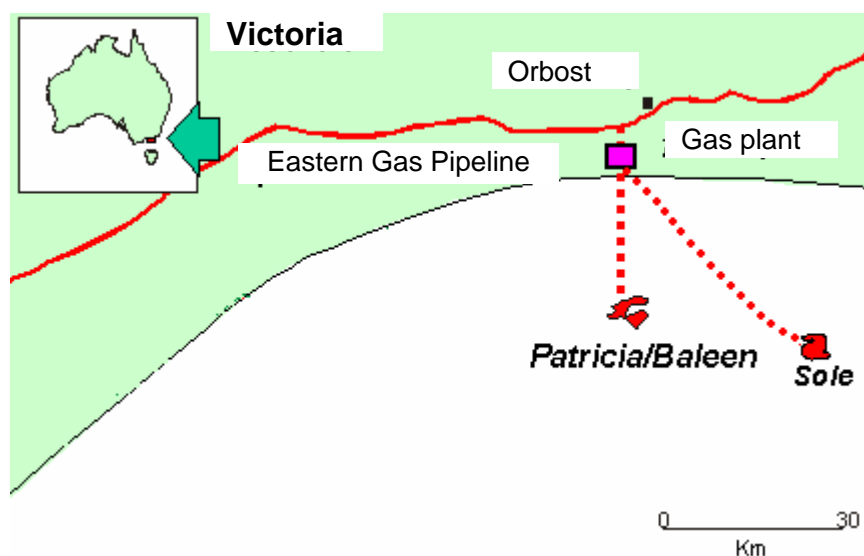 Victoria
Orbost
Gas plant
Eastern Gas Pipeline
Patricia/Baleen
Sole
0 30
Km